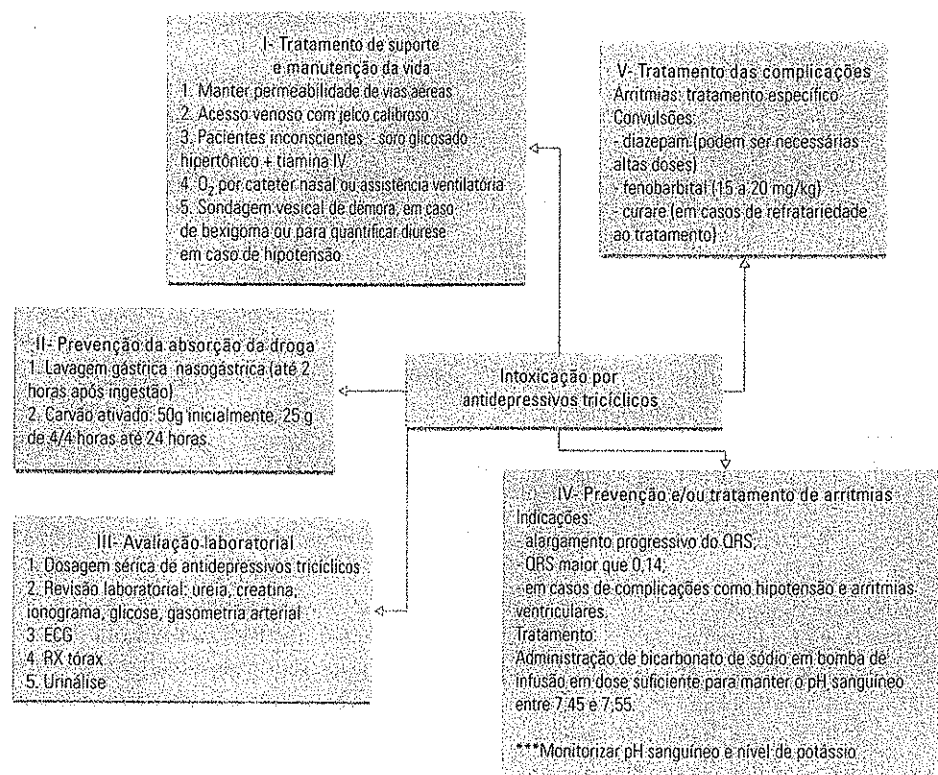 I- Tratamento de suporte
e manutenção da vida
1. Manter permeabilidade de vias aéreas
2. Acesso venoso com jelco calibroso
3. Pacientes inconscientes - soro glicosado
hipertônico + tiamina IV
4. O2 por cateter nasal ou assistência ventilatória
5. Sondagem vesical de demora, em caso
de bexigoma ou para quantificar diurese
em caso de hipotensão
V- Tratamento das complicações
Arritmias: tratamento específico
Convulsões:
- diazepam (podem ser necessárias
altas doses)
- fenobarbital (15 a 20 mg/kg)
- curare (em casos de refratariedade
ao tratamento)
II- Prevenção da absorção da droga
1. Lavagem gástrica nasogástrica (até 2
horas após ingestão)
2. Carvão ativado: 50g inicialmente, 25 g
de 4/4 horas até 24 horas.
Intoxicação por
antidepressivos tricíclicos
III- Avaliação laboratorial
1. Dosagem sérica de antidepressivos tricíclicos
2. Revisão laboratorial: ureia, creatina,
ionograma, glicose, gasometria arterial
3. ECG
4. RX tórax
5. Urinálise
IV- Prevenção e/ou tratamento de arritmias
Indicações:
- alargamento progressivo do QRS;
- QRS maior que 0,14;
- em casos de complicações como hipotensão e arritmias
ventriculares.
Tratamento:
Administração de bicarbonato de sódio em bomba de
infusão em dose suficiente para manter o pH sanguíneo
entre 7,45 e 7,55.
***Monitorizar pH sanguíneo e nível de potássio